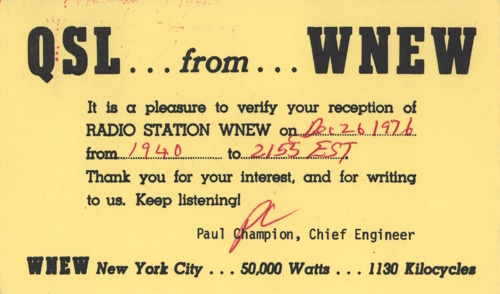 QSL...from...WNEW
It is a pleasure to verify your reception of
RADIO STATION WNEW on Dec 26 1976
from 1940 to 2155 EST.
Thank you for your interest, and for writing
to us. Keep listening!
PC
Paul Champion, Chief Engineer
WNEW New York City ... 50,000 Watts ... 1130 Kilocycles